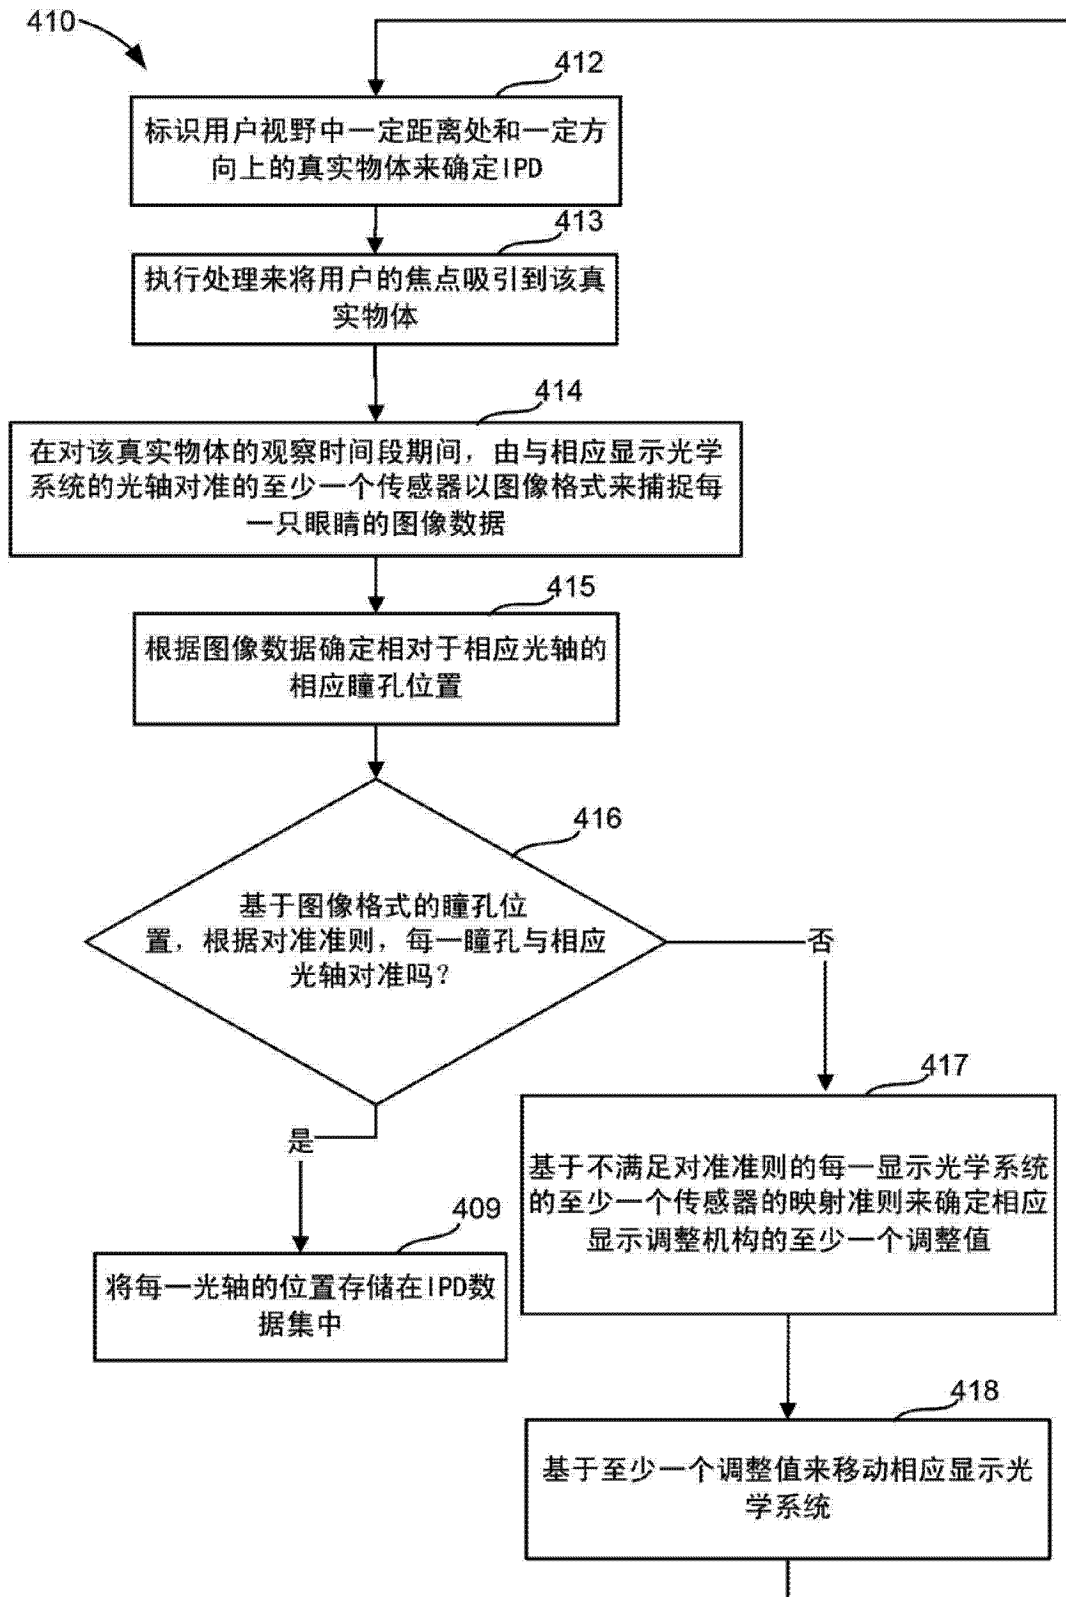 410
412
标识用户视野中一定距离处和一定方
向上的真实物体来确定IPD
413
执行处理来将用户的焦点吸引到该真
实物体
414
在对该真实物体的观察时间段期间，由与相应显示光学
系统的光轴对准的至少一个传感器以图像格式来捕捉每
一只眼睛的图像数据
415
根据图像数据确定相对于相应光轴的
相应瞳孔位置
416
基于图像格式的瞳孔位
置，根据对准准则，每一瞳孔与相应
光轴对准吗？
否
是
417
基于不满足对准准则的每一显示光学系统
的至少一个传感器的映射准则来确定相应
显示调整机构的至少一个调整值
409
将每一光轴的位置存储在IPD数
据集中
418
基于至少一个调整值来移动相应显示光
学系统